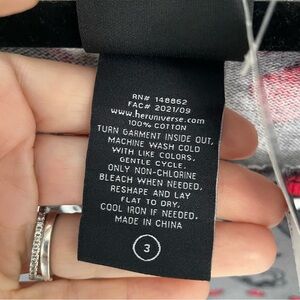 RN# 148862
FAC# 2021/09
www.heruniverse.com
100% COTTON
TURN GARMENT INSIDE OUT,
MACHINE WASH COLD
WITH LIKE COLORS,
GENTLE CYCLE.
ONLY NON-CHLORINE
BLEACH WHEN NEEDED,
RESHAPE AND LAY
FLAT TO DRY,
COOL IRON IF NEEDED.
MADE IN CHINA
3